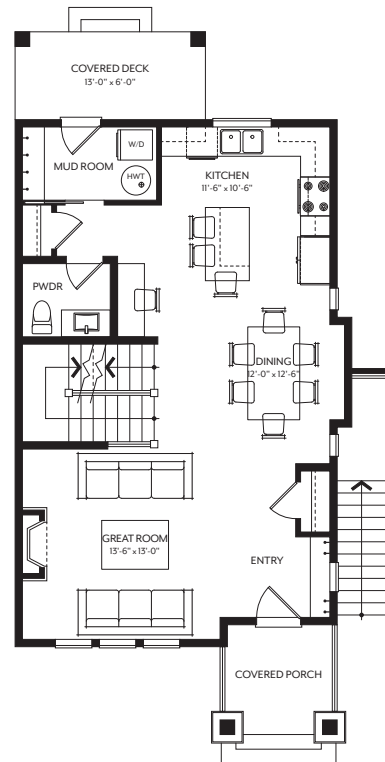 COVERED DECK
13'-0" x 6'-0"
W/D
MUD ROOM
HWT
KITCHEN
11'-6" x 10'-6"
PWDR
DINING
12'-0" x 12'-6"
GREAT ROOM
13'-6" x 13'-0"
ENTRY
COVERED PORCH